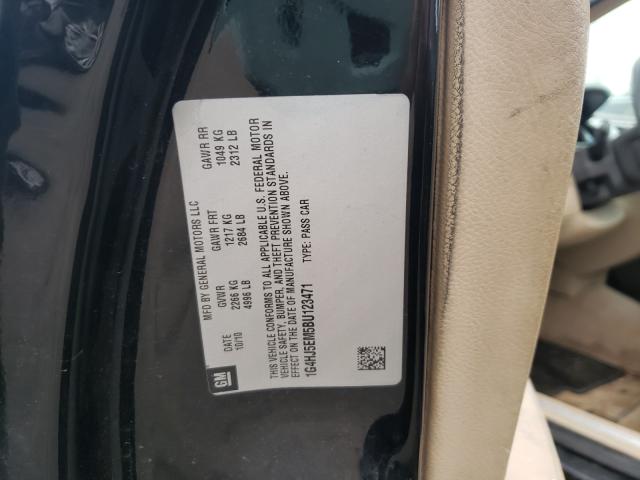 GM
MFD BY GENERAL MOTORS LLC
DATE GVWR GAWR FRT GAWR RR
10/10 2266 KG 1217 KG 1049 KG
4996 LB 2684 LB 2312 LB
THIS VEHICLE CONFORMS TO ALL APPLICABLE U.S. FEDERAL MOTOR
VEHICLE SAFETY, BUMPER, AND THEFT PREVENTION STANDARDS IN
EFFECT ON THE DATE OF MANUFACTURE SHOWN ABOVE.
1G4HJ5EM5BU123471 TYPE: PASS CAR